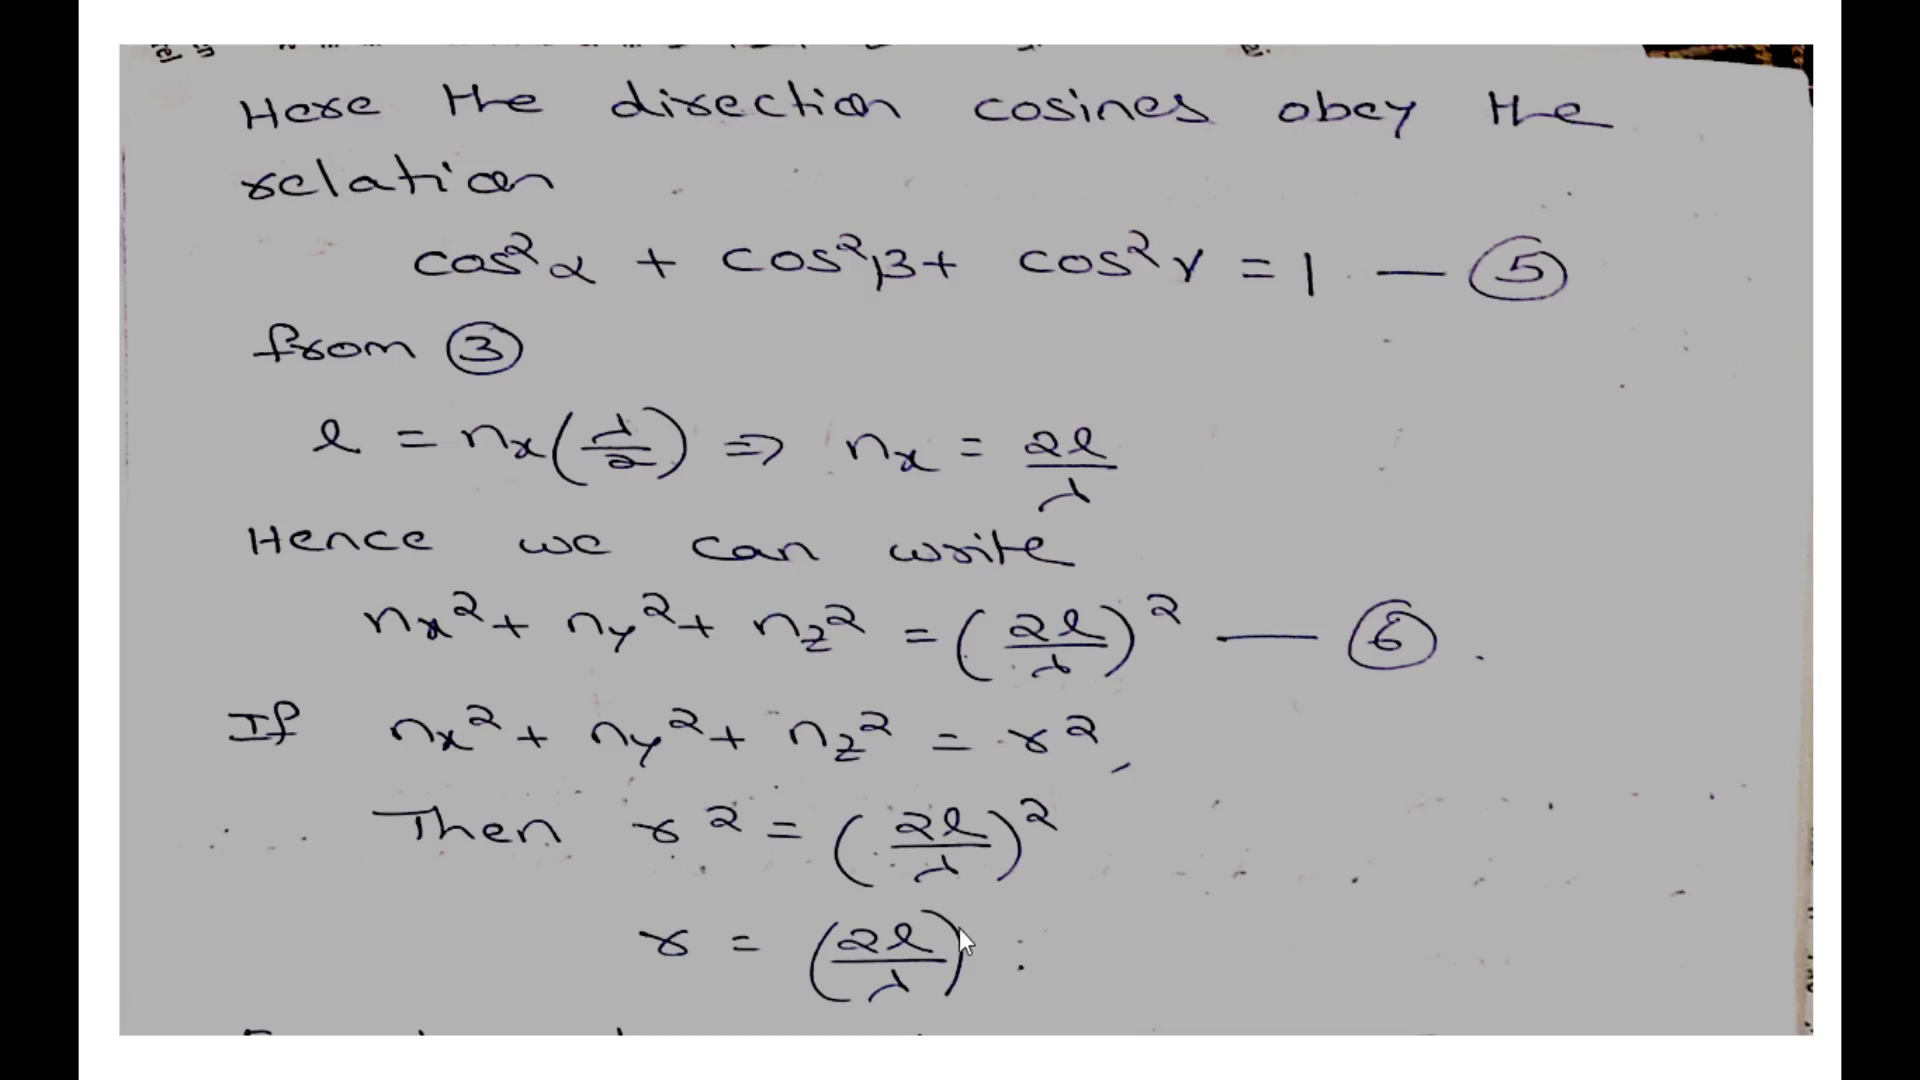 Here the direction cosines obey the
relation
cos²α + cos²β + cos²γ = 1 — ⑤
from ③
l = nx(λ/2) ⇒ nx = 2l/λ
Hence we can write
nx² + ny² + nz² = (2l/λ)² — ⑥
If nx² + ny² + nz² = r²,
Then r² = (2l/λ)²
r = (2l/λ)